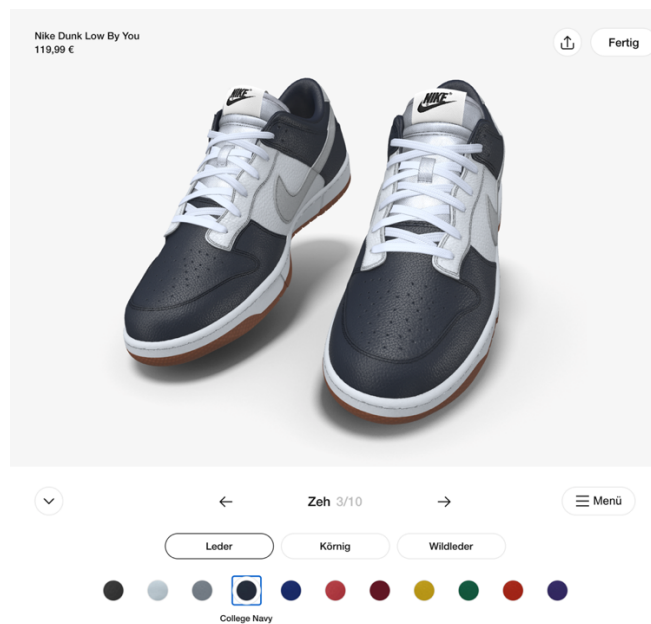 Nike Dunk Low By You
119,99 €
Fertig
NIKE
NIKE
Zeh 3/10
Menü
Leder
Körnig
Wildleder
College Navy